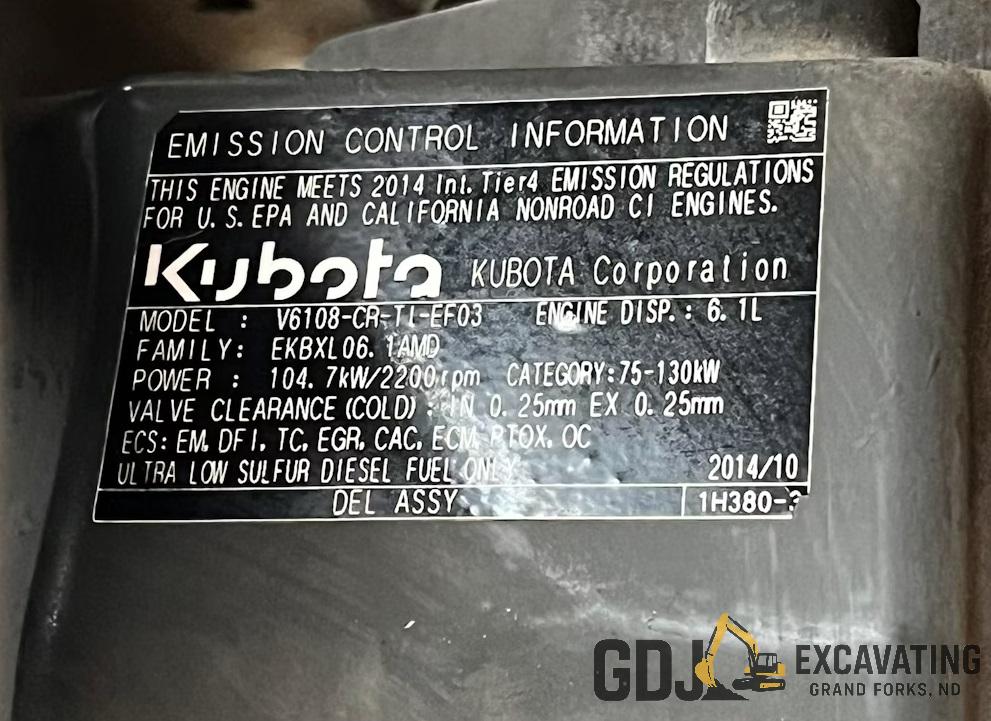 EMISSION CONTROL INFORMATION
THIS ENGINE MEETS 2014 Int. Tier4 EMISSION REGULATIONS
FOR U.S. EPA AND CALIFORNIA NONROAD CI ENGINES.
Kubota KUBOTA Corporation
MODEL : V6108-CR-TI-EF03 ENGINE DISP.: 6.1L
FAMILY: EKBXL06.1AMD
POWER : 104.7kW/2200rpm CATEGORY:75-130kW
VALVE CLEARANCE (COLD) : IN 0.25mm EX 0.25mm
ECS: EM, DFI, TC, EGR, CAC, ECM, PTOX, OC
ULTRA LOW SULFUR DIESEL FUEL ONLY 2014/10
DEL ASSY 1H380-
GDJ EXCAVATING
GRAND FORKS, ND